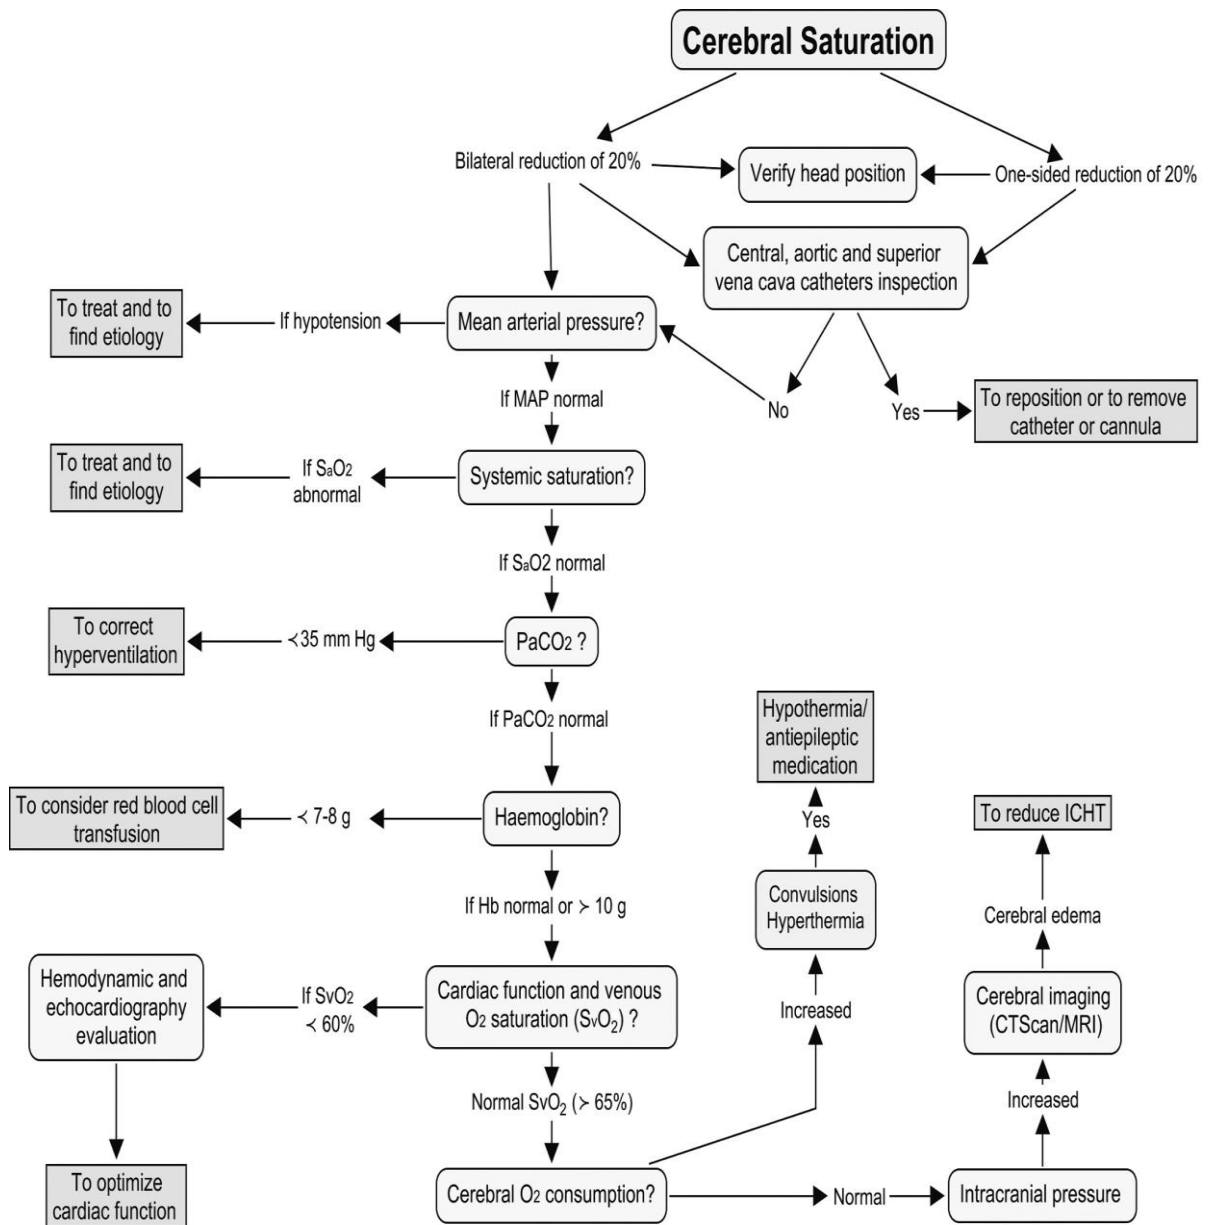 Cerebral Saturation
Bilateral reduction of 20%
Verify head position
One-sided reduction of 20%
Central, aortic and superior
vena cava catheters inspection
To treat and to
find etiology
If hypotension
Mean arterial pressure?
If MAP normal
No
Yes
To reposition or to remove
catheter or cannula
To treat and to
find etiology
If SaO2
abnormal
Systemic saturation?
If SaO2 normal
To correct
hyperventilation
<35 mm Hg
PaCO2 ?
If PaCO2 normal
Hypothermia/
antiepileptic
medication
To consider red blood cell
transfusion
< 7-8 g
Haemoglobin?
Yes
To reduce ICHT
If Hb normal or > 10 g
Convulsions
Hyperthermia
Cerebral edema
Hemodynamic and
echocardiography
evaluation
If SvO2
< 60%
Cardiac function and venous
O2 saturation (SvO2) ?
Increased
Cerebral imaging
(CTScan/MRI)
Normal SvO2 (> 65%)
Increased
To optimize
cardiac function
Cerebral O2 consumption?
Normal
Intracranial pressure